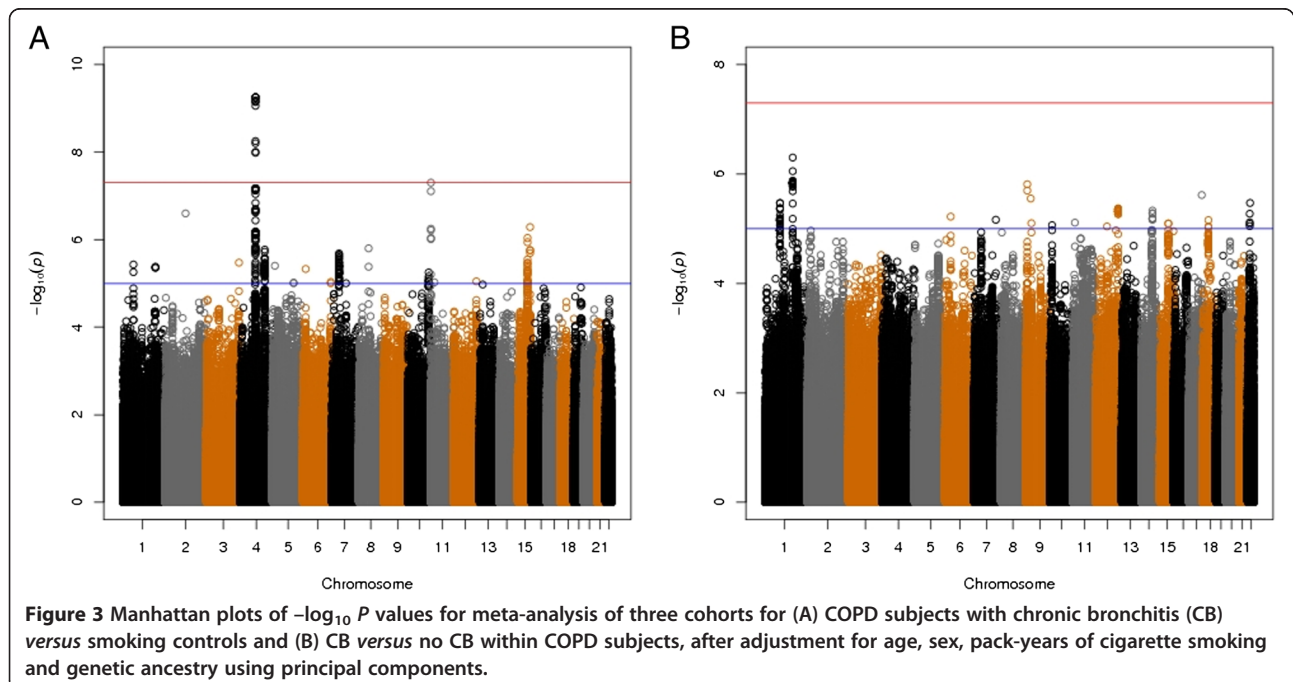 A
B
10
8
6
4
2
0
−log10(p)
1 2 3 4 5 6 7 8 9 11 13 15 18 21
Chromosome
8
6
4
2
0
−log10(p)
1 2 3 4 5 6 7 8 9 11 13 15 18 21
Chromosome
Figure 3 Manhattan plots of –log10 P values for meta-analysis of three cohorts for (A) COPD subjects with chronic bronchitis (CB)
versus smoking controls and (B) CB versus no CB within COPD subjects, after adjustment for age, sex, pack-years of cigarette smoking
and genetic ancestry using principal components.